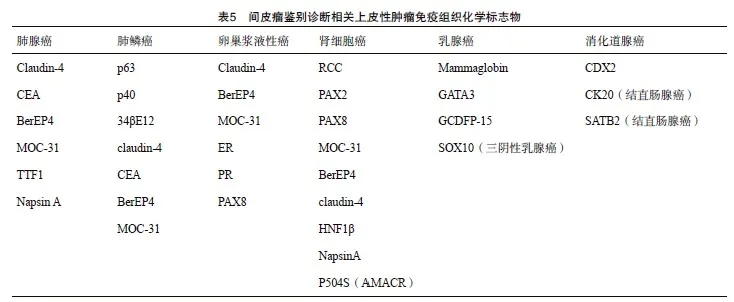 表5 间皮瘤鉴别诊断相关上皮性肿瘤免疫组织化学标志物
肺腺癌 肺鳞癌 卵巢浆液性癌 肾细胞癌 乳腺癌 消化道腺癌
Claudin-4 p63 Claudin-4 RCC Mammaglobin CDX2
CEA p40 BerEP4 PAX2 GATA3 CK20（结直肠腺癌）
BerEP4 34βE12 MOC-31 PAX8 GCDFP-15 SATB2（结直肠腺癌）
MOC-31 claudin-4 ER MOC-31 SOX10（三阴性乳腺癌）
TTF1 CEA PR BerEP4
Napsin A BerEP4 PAX8 claudin-4
MOC-31 HNF1β
NapsinA
P504S（AMACR）